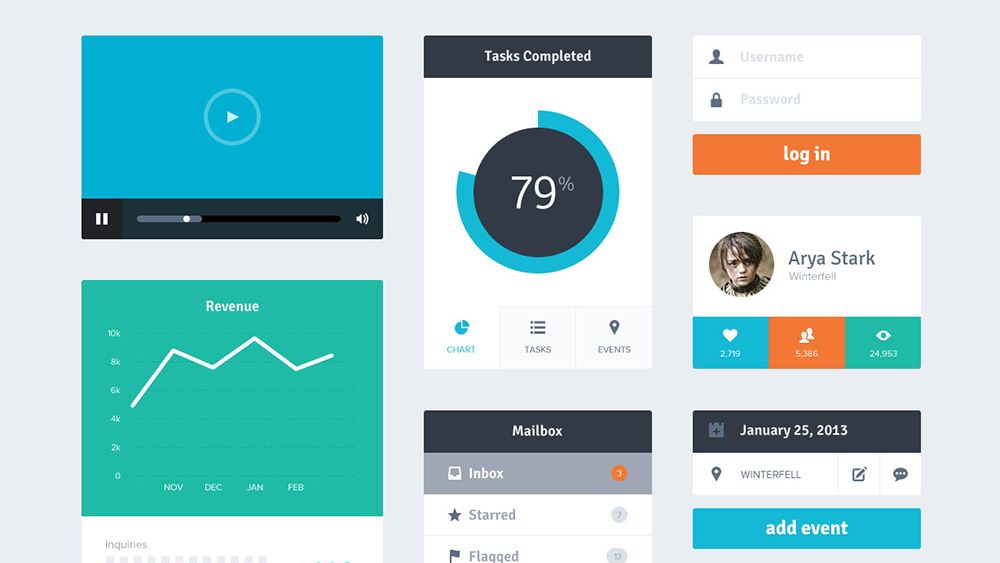 Tasks Completed
79%
CHART
TASKS
EVENTS
Username
Password
log in
Arya Stark
Winterfell
2,719
5,386
24,953
Revenue
10k
8k
6k
4k
2k
0
NOV
DEC
JAN
FEB
Inquiries
Mailbox
Inbox
3
Starred
7
Flagged
13
January 25, 2013
WINTERFELL
add event